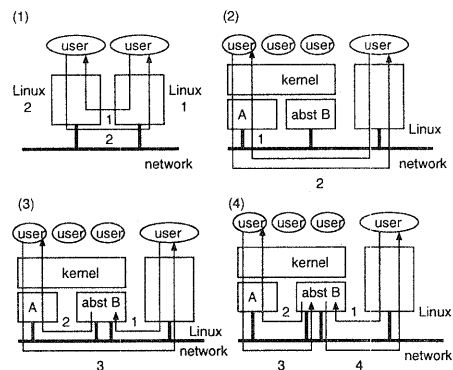 (1)
user user
Linux
2
Linux
1
1
2
network
(2)
user user user user
kernel
A
abst B
1
Linux
network
2
(3)
user user user user
kernel
A
abst B
2
1
Linux
network
3
(4)
user user user user
kernel
A
abst B
2
1
Linux
network
3
4